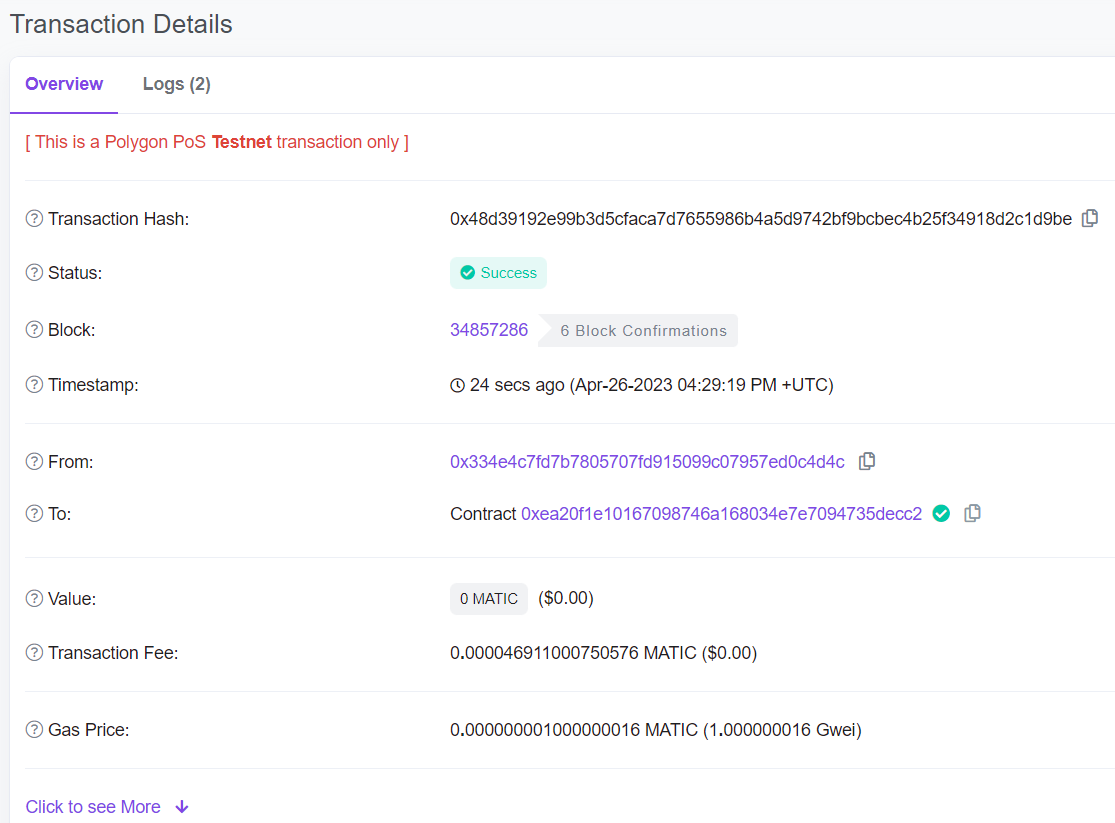 Transaction Details
Overview Logs (2)
[ This is a Polygon PoS Testnet transaction only ]
Transaction Hash: 0x48d39192e99b3d5cfaca7d7655986b4a5d9742bf9bcbec4b25f34918d2c1d9be
Status: Success
Block: 34857286 6 Block Confirmations
Timestamp: 24 secs ago (Apr-26-2023 04:29:19 PM +UTC)
From: 0x334e4c7fd7b7805707fd915099c07957ed0c4d4c
To: Contract 0xea20f1e10167098746a168034e7e7094735decc2
Value: 0 MATIC ($0.00)
Transaction Fee: 0.000046911000750576 MATIC ($0.00)
Gas Price: 0.000000001000000016 MATIC (1.000000016 Gwei)
Click to see More